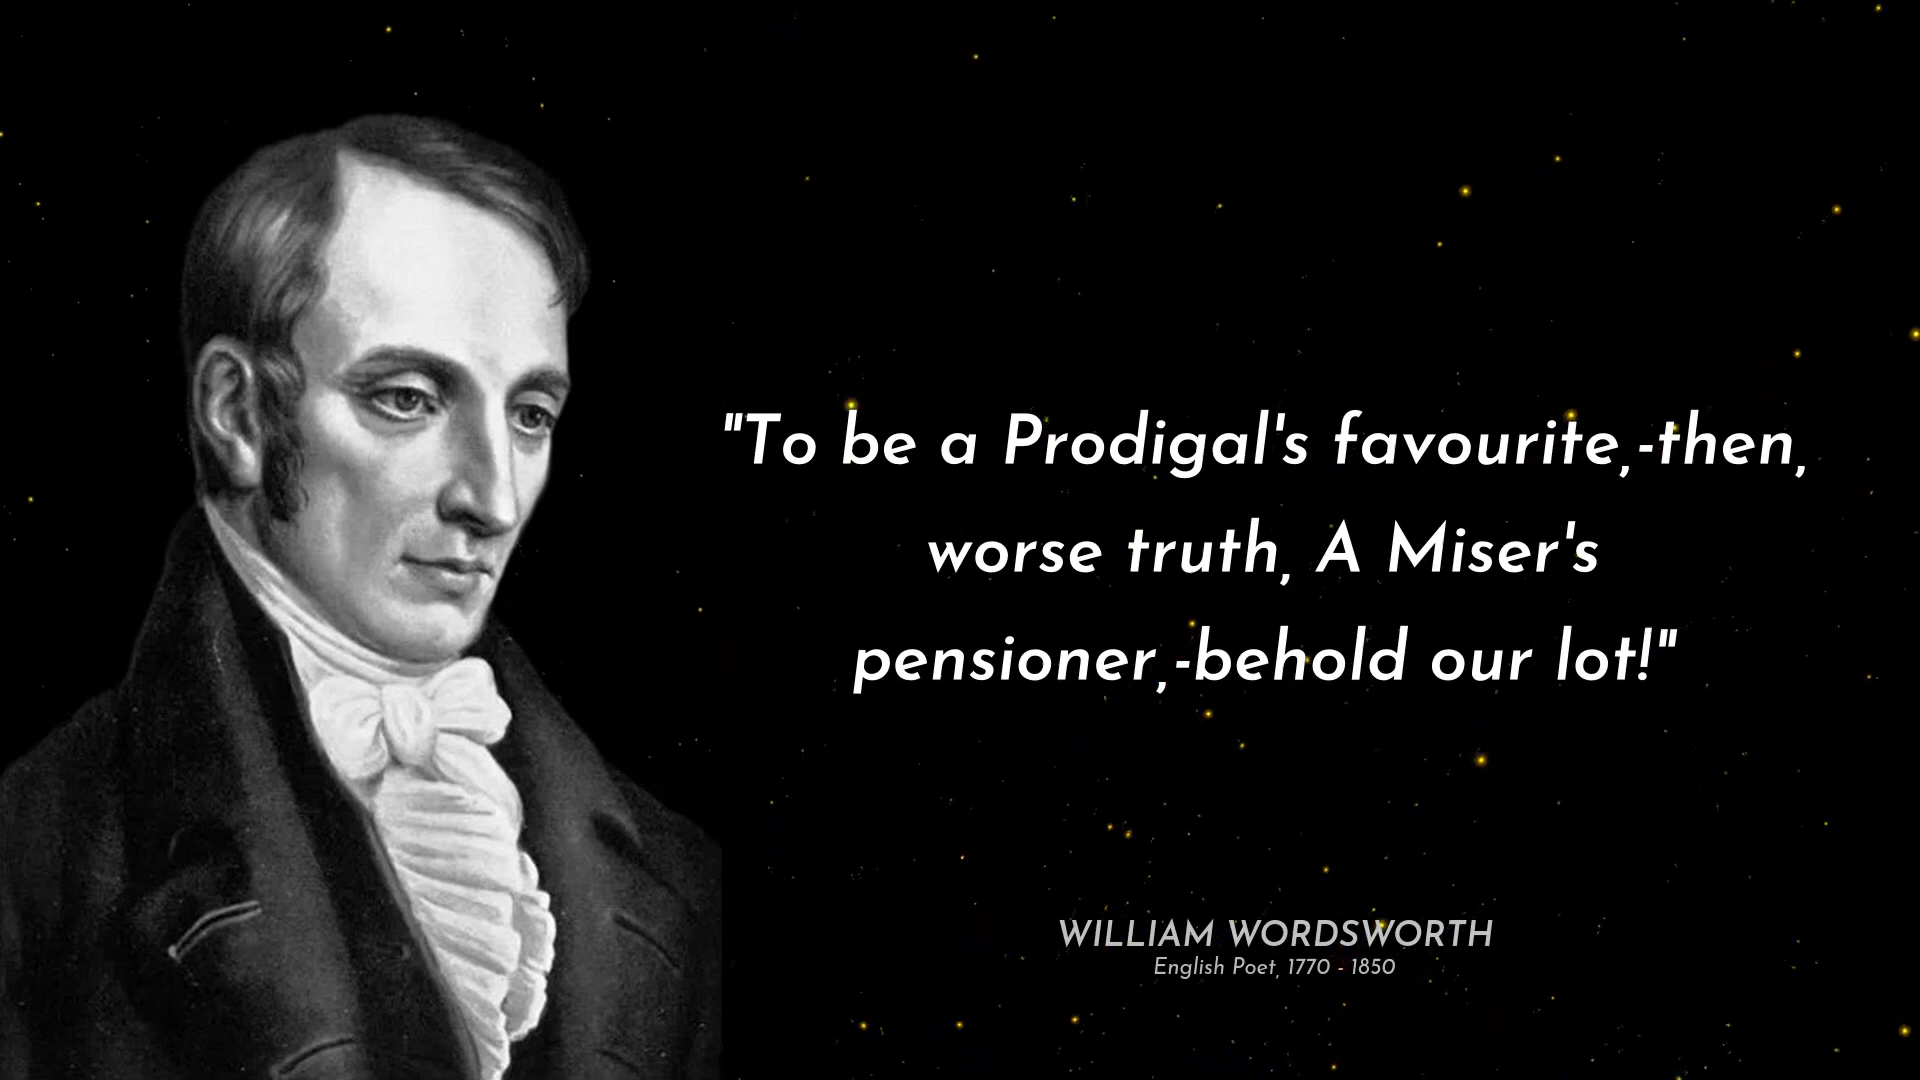 "To be a Prodigal's favourite,-then,
worse truth, A Miser's
pensioner,-behold our lot!"
WILLIAM WORDSWORTH
English Poet, 1770 - 1850